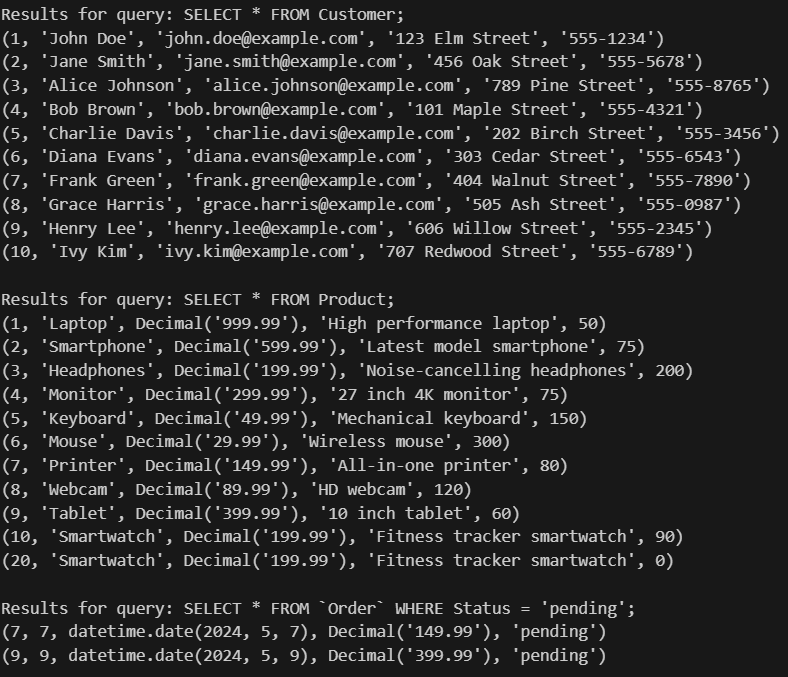 Results for query: SELECT * FROM Customer;
(1, 'John Doe', 'john.doe@example.com', '123 Elm Street', '555-1234')
(2, 'Jane Smith', 'jane.smith@example.com', '456 Oak Street', '555-5678')
(3, 'Alice Johnson', 'alice.johnson@example.com', '789 Pine Street', '555-8765')
(4, 'Bob Brown', 'bob.brown@example.com', '101 Maple Street', '555-4321')
(5, 'Charlie Davis', 'charlie.davis@example.com', '202 Birch Street', '555-3456')
(6, 'Diana Evans', 'diana.evans@example.com', '303 Cedar Street', '555-6543')
(7, 'Frank Green', 'frank.green@example.com', '404 Walnut Street', '555-7890')
(8, 'Grace Harris', 'grace.harris@example.com', '505 Ash Street', '555-0987')
(9, 'Henry Lee', 'henry.lee@example.com', '606 Willow Street', '555-2345')
(10, 'Ivy Kim', 'ivy.kim@example.com', '707 Redwood Street', '555-6789')
Results for query: SELECT * FROM Product;
(1, 'Laptop', Decimal('999.99'), 'High performance laptop', 50)
(2, 'Smartphone', Decimal('599.99'), 'Latest model smartphone', 75)
(3, 'Headphones', Decimal('199.99'), 'Noise-cancelling headphones', 200)
(4, 'Monitor', Decimal('299.99'), '27 inch 4K monitor', 75)
(5, 'Keyboard', Decimal('49.99'), 'Mechanical keyboard', 150)
(6, 'Mouse', Decimal('29.99'), 'Wireless mouse', 300)
(7, 'Printer', Decimal('149.99'), 'All-in-one printer', 80)
(8, 'Webcam', Decimal('89.99'), 'HD webcam', 120)
(9, 'Tablet', Decimal('399.99'), '10 inch tablet', 60)
(10, 'Smartwatch', Decimal('199.99'), 'Fitness tracker smartwatch', 90)
(20, 'Smartwatch', Decimal('199.99'), 'Fitness tracker smartwatch', 0)
Results for query: SELECT * FROM `Order` WHERE Status = 'pending';
(7, 7, datetime.date(2024, 5, 7), Decimal('149.99'), 'pending')
(9, 9, datetime.date(2024, 5, 9), Decimal('399.99'), 'pending')